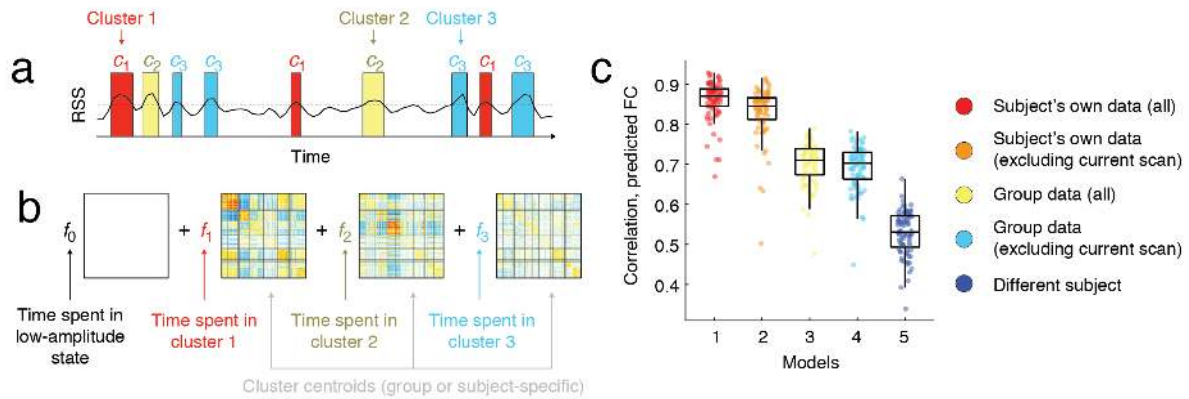 Cluster 1
Cluster 2
Cluster 3
a
c1 c2 c3 c3 c1 c2 c3 c1 c3
RSS
Time
b
f0 + f1 + f2 + f3
Time spent in
low-amplitude
state
Time spent in
cluster 1
Time spent in
cluster 2
Time spent in
cluster 3
Cluster centroids (group or subject-specific)
c
Correlation, predicted FC
0.9
0.8
0.7
0.6
0.5
0.4
1 2 3 4 5
Models
Subject's own data (all)
Subject's own data
(excluding current scan)
Group data (all)
Group data
(excluding current scan)
Different subject